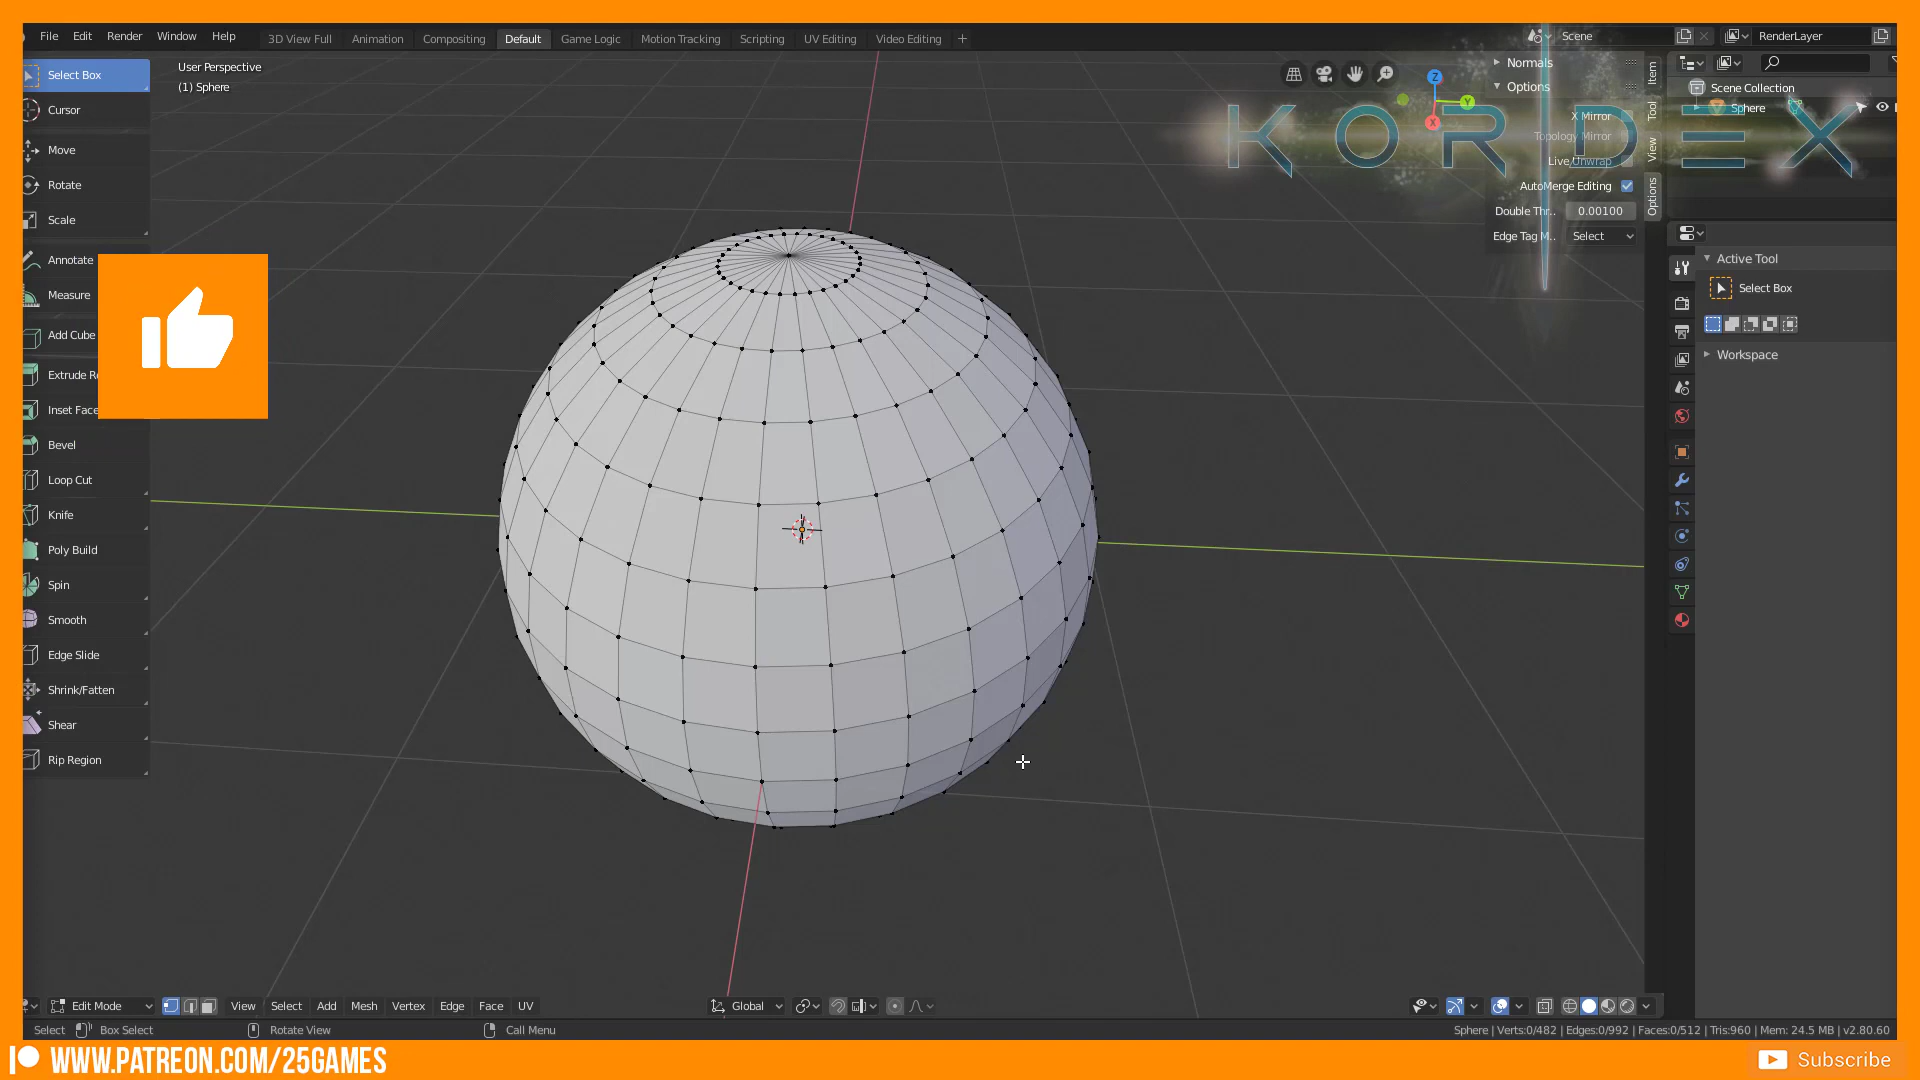 File Edit Render Window Help
3D View Full Animation Compositing Default Game Logic Motion Tracking Scripting UV Editing Video Editing +
Scene
RenderLayer
Select Box
Cursor
Move
Rotate
Scale
Annotate
Measure
Add Cube
Extrude Re
Inset Face
Bevel
Loop Cut
Knife
Poly Build
Spin
Smooth
Edge Slide
Shrink/Fatten
Shear
Rip Region
User Perspective
(1) Sphere
Z
Y
X
Normals
Options
X Mirror
Topology Mirror
Live Unwrap
AutoMerge Editing
Double Thr.. 0.00100
Edge Tag M.. Select
Item
Tool
View
Options
KORDEX
Scene Collection
Sphere
Active Tool
Select Box
Workspace
Edit Mode View Select Add Mesh Vertex Edge Face UV Global
Select Box Select Rotate View Call Menu
Sphere | Verts:0/482 | Edges:0/992 | Faces:0/512 | Tris:960 | Mem: 24.5 MB | v2.80.60
WWW.PATREON.COM/25GAMES
Subscribe